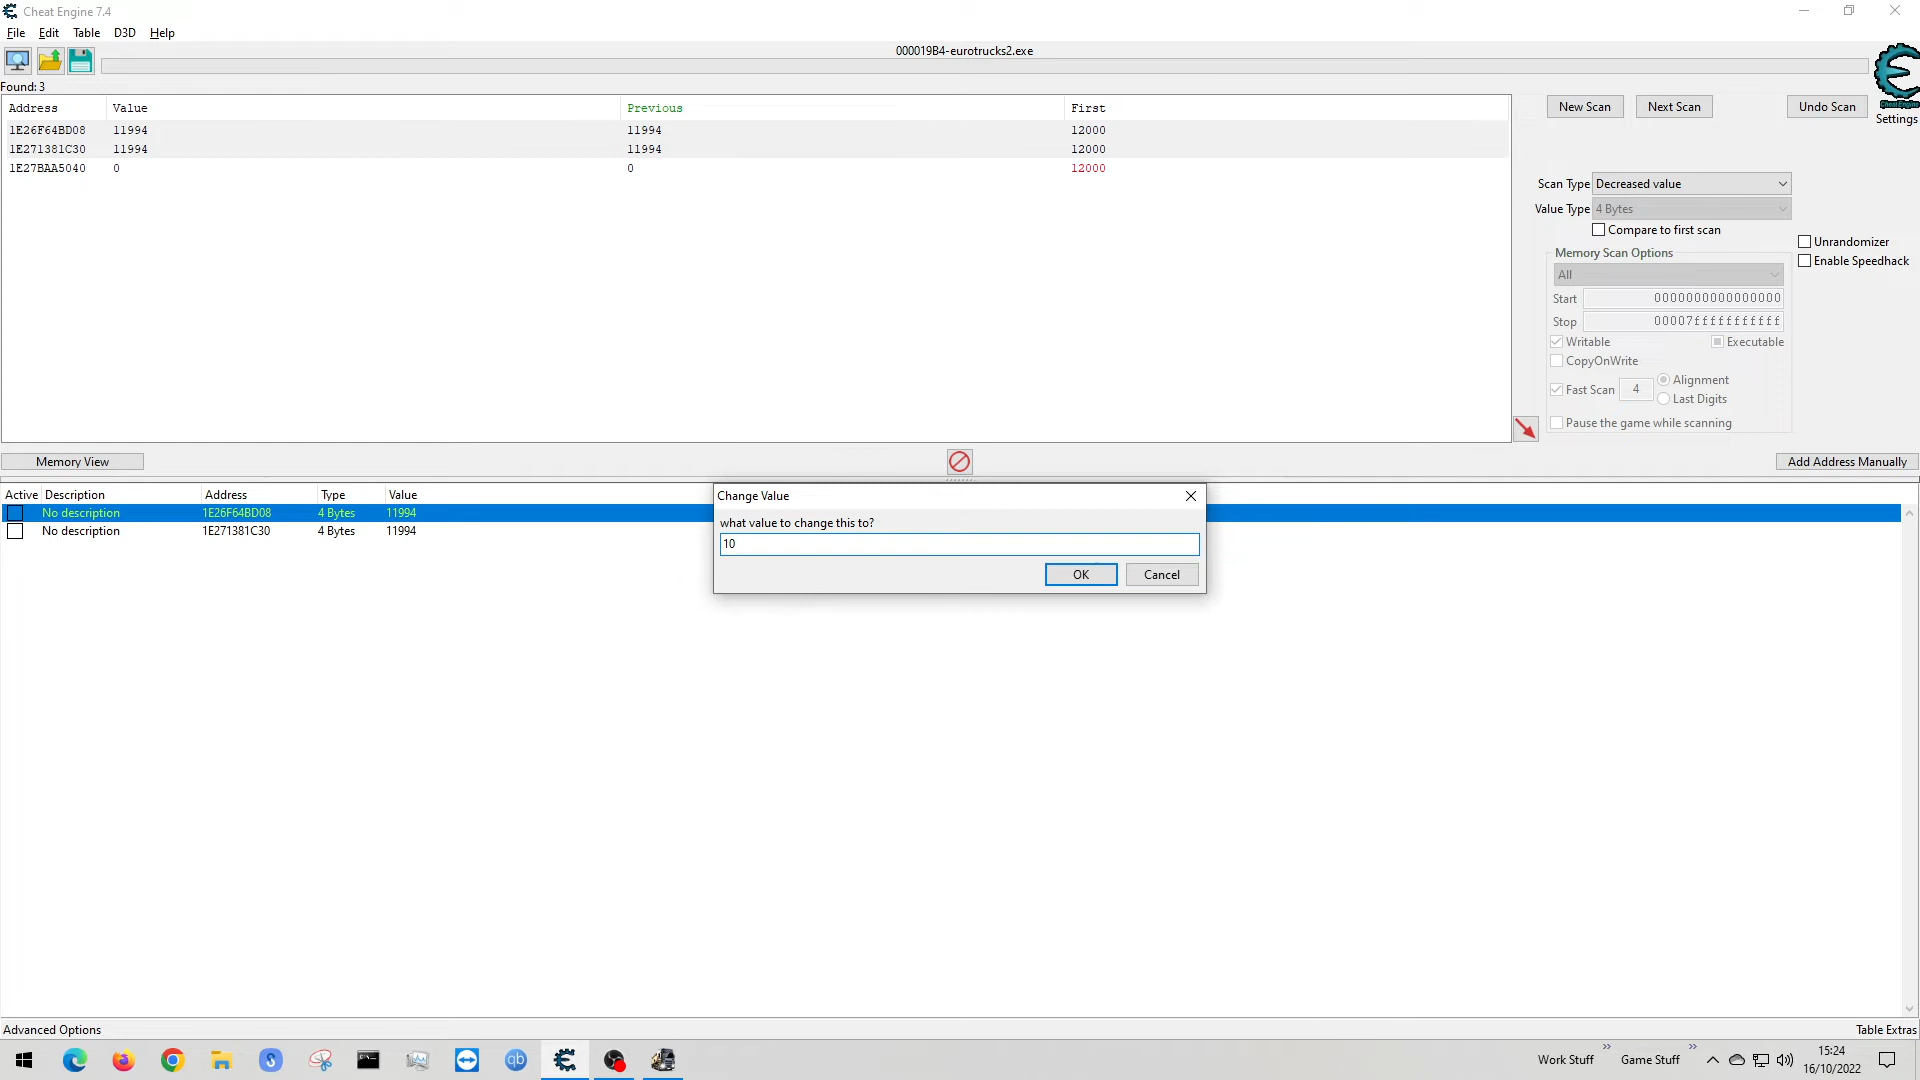 Cheat Engine 7.4
File Edit Table D3D Help
000019B4-eurotrucks2.exe
Found: 3
Address Value Previous First
1E26F64BD08 11994 11994 12000
1E271381C30 11994 11994 12000
1E27BAA5040 0 0 12000
New Scan Next Scan Undo Scan
Cheat Engine
Settings
Scan Type Decreased value
Value Type 4 Bytes
Compare to first scan
Unrandomizer
Enable Speedhack
Memory Scan Options
All
Start 0000000000000000
Stop 00007fffffffffff
Writable Executable
CopyOnWrite
Fast Scan 4 Alignment
Last Digits
Pause the game while scanning
Memory View Add Address Manually
Active Description Address Type Value
No description 1E26F64BD08 4 Bytes 11994
No description 1E271381C30 4 Bytes 11994
Change Value
what value to change this to?
10
OK Cancel
Advanced Options Table Extras
qb
Work Stuff » Game Stuff »
15:24
16/10/2022